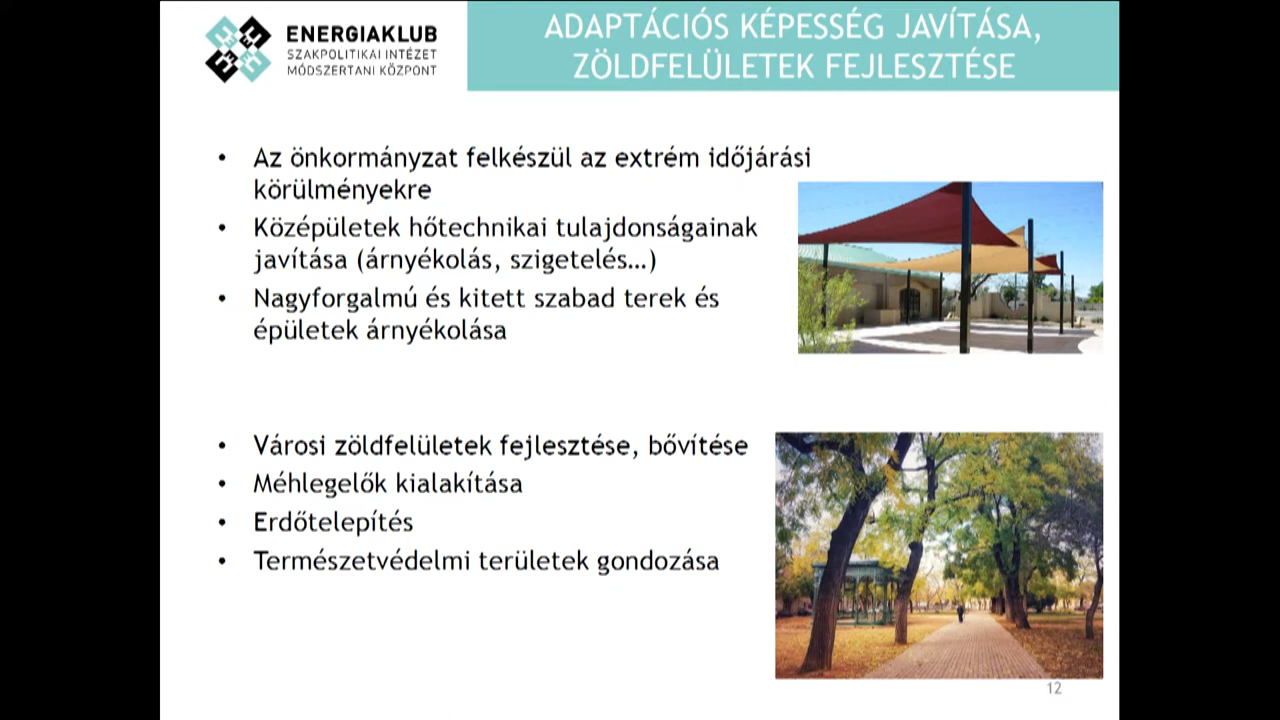 ENERGIAKLUB
SZAKPOLITIKAI INTÉZET
MÓDSZERTANI KÖZPONT
ADAPTÁCIÓS KÉPESSÉG JAVÍTÁSA,
ZÖLDFELÜLETEK FEJLESZTÉSE
• Az önkormányzat felkészül az extrém időjárási
körülményekre
• Középületek hőtechnikai tulajdonságainak
javítása (árnyékolás, szigetelés…)
• Nagyforgalmú és kitett szabad terek és
épületek árnyékolása
• Városi zöldfelületek fejlesztése, bővítése
• Méhlegelők kialakítása
• Erdőtelepítés
• Természetvédelmi területek gondozása
12